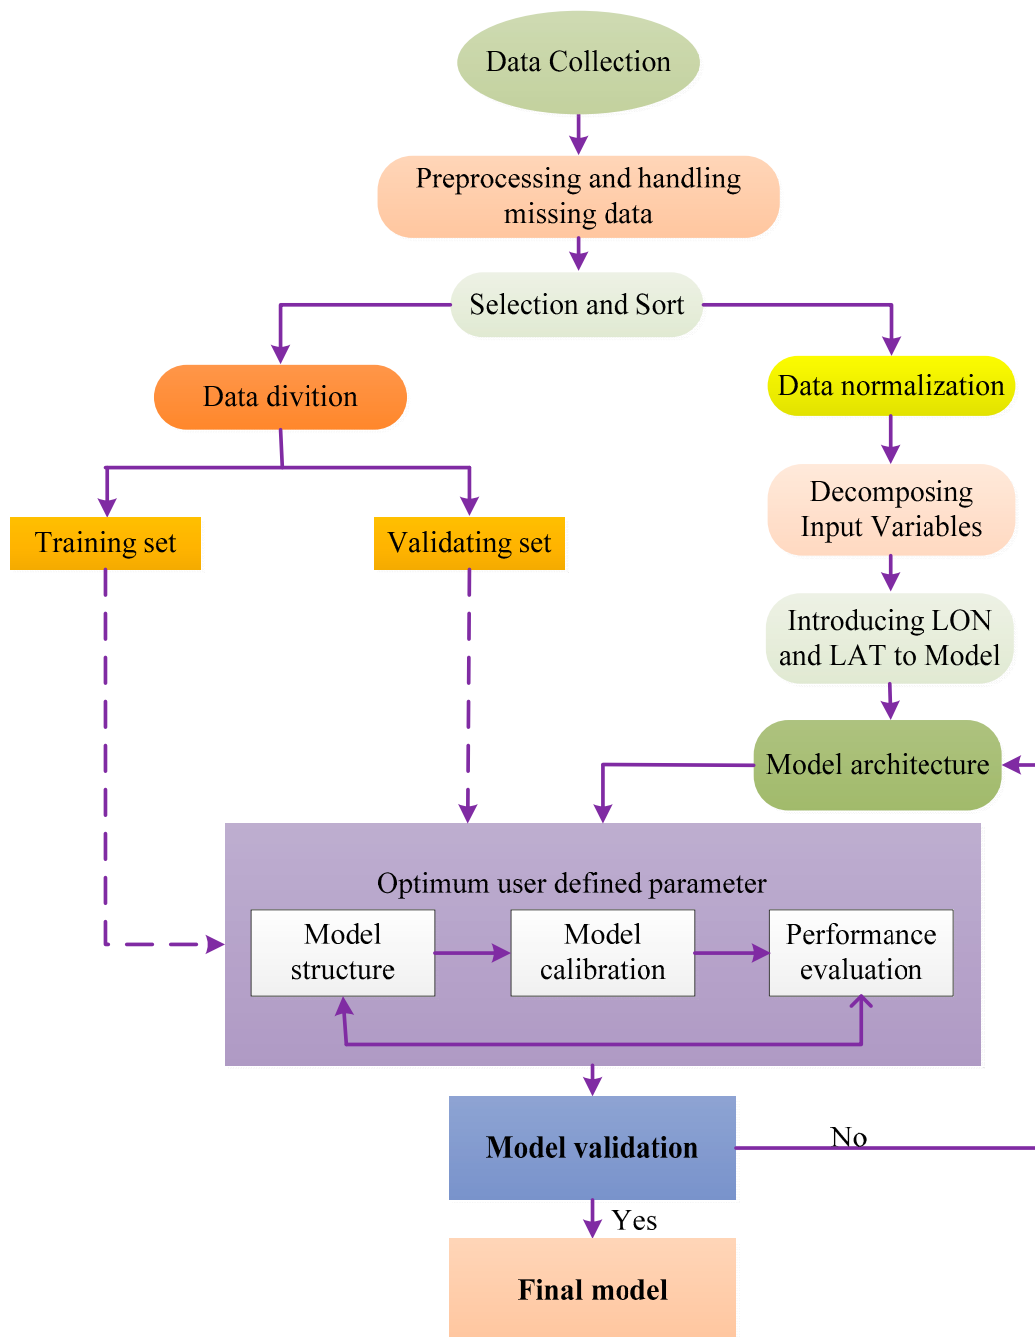 Data Collection
Preprocessing and handling
missing data
Selection and Sort
Data divition
Data normalization
Decomposing
Input Variables
Training set
Validating set
Introducing LON
and LAT to Model
Model architecture
Optimum user defined parameter
Model
structure
Model
calibration
Performance
evaluation
Model validation
No
Yes
Final model